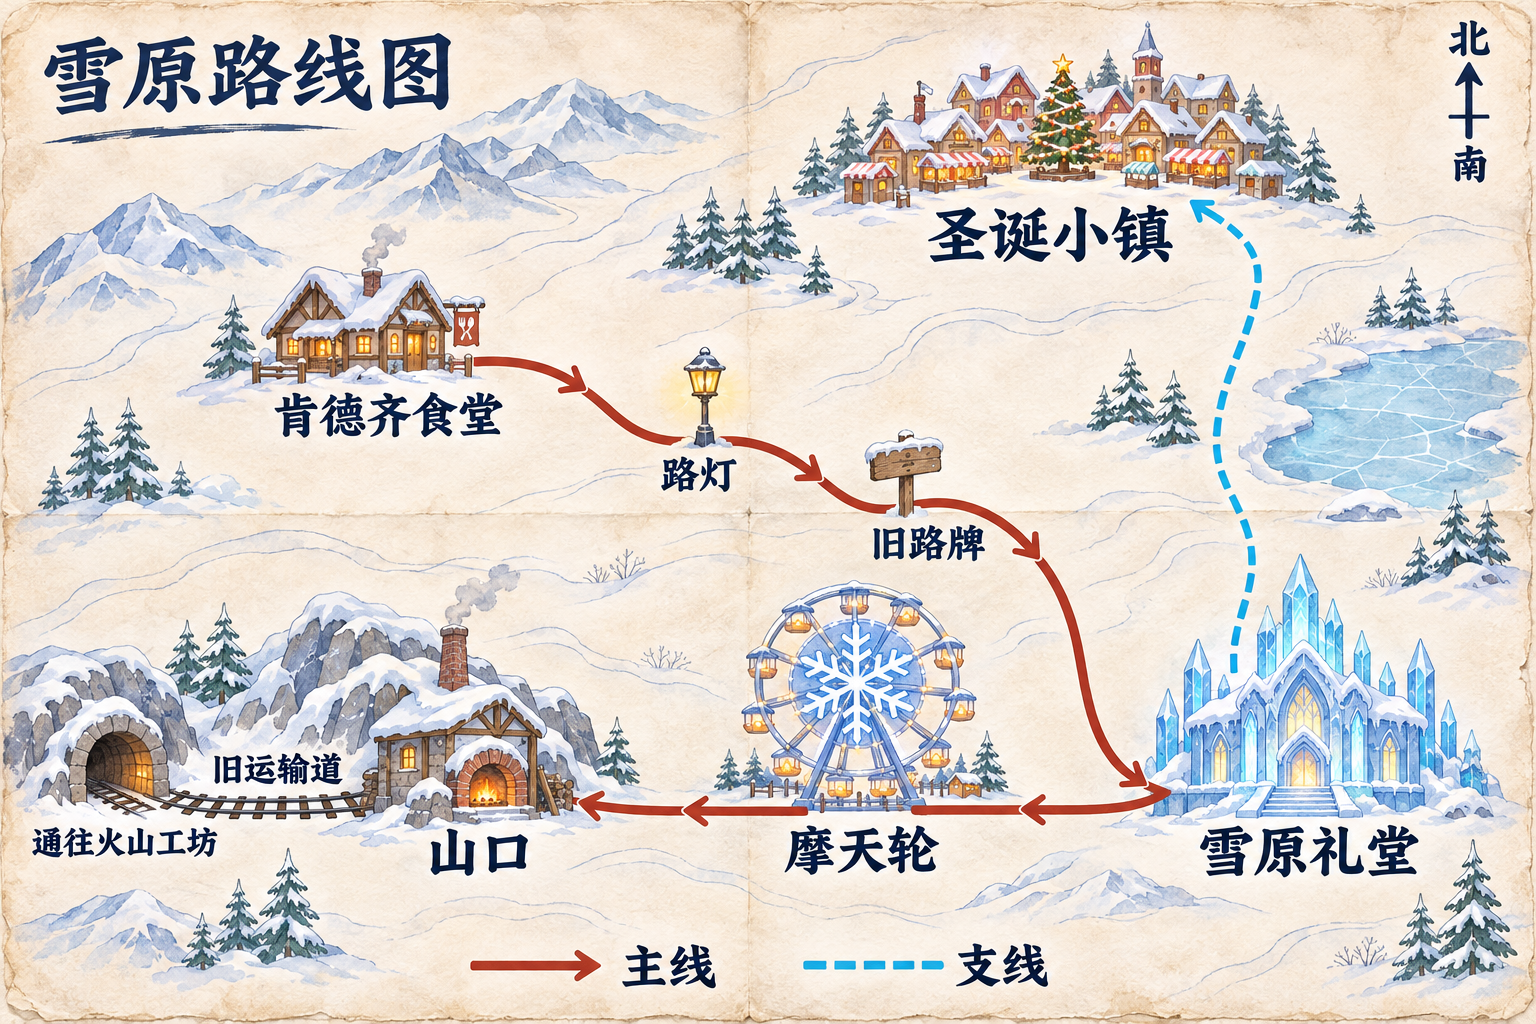 雪原路线图
北
南
圣诞小镇
肯德齐食堂
路灯
旧路牌
旧运输道
通往火山工坊
山口
摩天轮
雪原礼堂
主线
支线